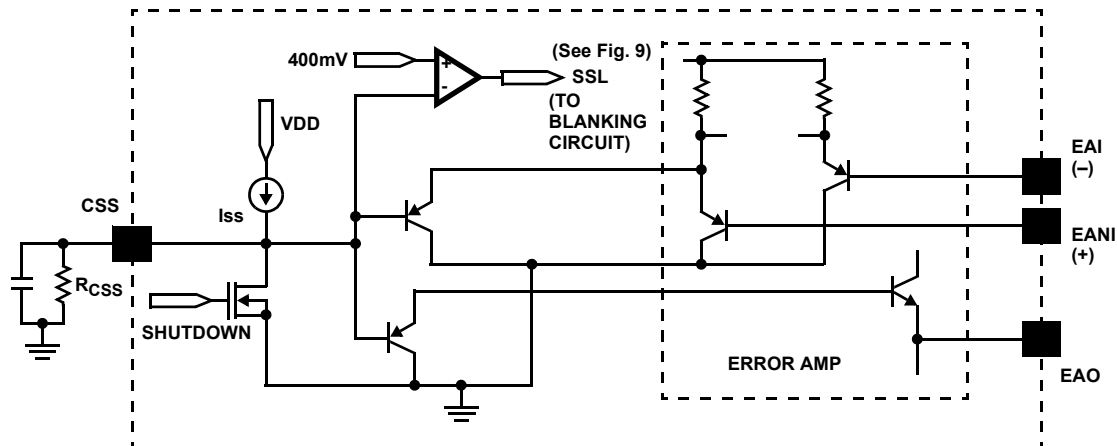 400mV
+
-
(See Fig. 9)
SSL
(TO
BLANKING
CIRCUIT)
VDD
Iss
CSS
RCSS
SHUTDOWN
EAI
(–)
EANI
(+)
ERROR AMP
EAO